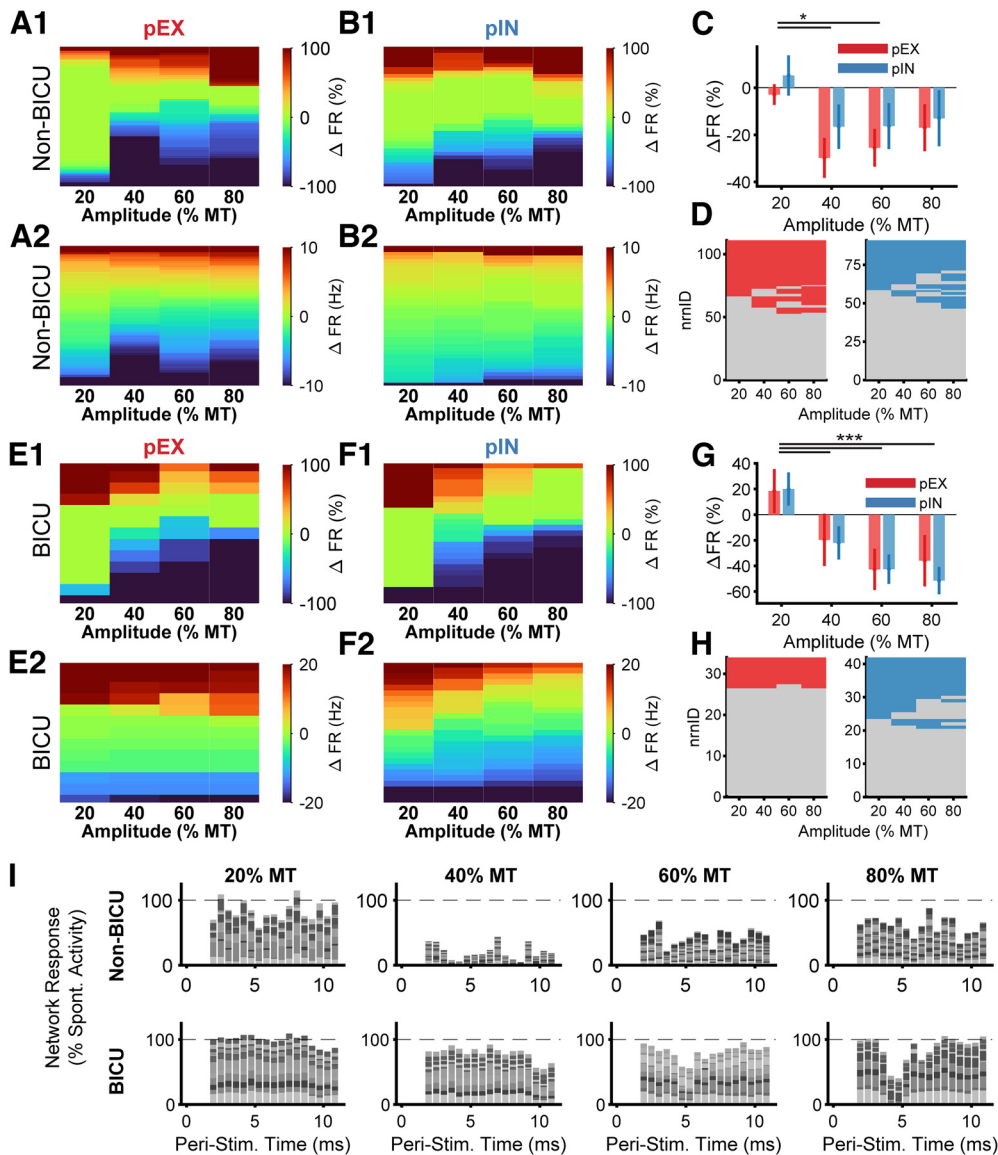 A1
pEX
B1
pIN
C
Non-BICU
100
0
-100
Δ FR (%)
20 40 60 80
Amplitude (% MT)
100
0
-100
Δ FR (%)
20 40 60 80
Amplitude (% MT)
*
pEX
pIN
0
-20
-40
ΔFR (%)
20 40 60 80
Amplitude (% MT)
A2
B2
D
Non-BICU
10
0
-10
Δ FR (Hz)
20 40 60 80
Amplitude (% MT)
10
0
-10
Δ FR (Hz)
20 40 60 80
Amplitude (% MT)
nrnID
100
50
0
20 40 60 80
75
50
25
0
20 40 60 80
Amplitude (% MT)
E1
pEX
F1
pIN
G
BICU
100
0
-100
Δ FR (%)
20 40 60 80
Amplitude (% MT)
100
0
-100
Δ FR (%)
20 40 60 80
Amplitude (% MT)
***
pEX
pIN
40
20
0
-20
-40
-60
ΔFR (%)
20 40 60 80
Amplitude (% MT)
E2
F2
H
BICU
20
0
-20
Δ FR (Hz)
20 40 60 80
Amplitude (% MT)
20
0
-20
Δ FR (Hz)
20 40 60 80
Amplitude (% MT)
nrnID
30
20
10
0
20 40 60 80
40
30
20
10
0
20 40 60 80
Amplitude (% MT)
I
20% MT
40% MT
60% MT
80% MT
Network Response
(% Spont. Activity)
Non-BICU
100
0
0 5 10
100
0
0 5 10
100
0
0 5 10
100
0
0 5 10
BICU
100
0
0 5 10
100
0
0 5 10
100
0
0 5 10
100
0
0 5 10
Peri-Stim. Time (ms)
Peri-Stim. Time (ms)
Peri-Stim. Time (ms)
Peri-Stim. Time (ms)